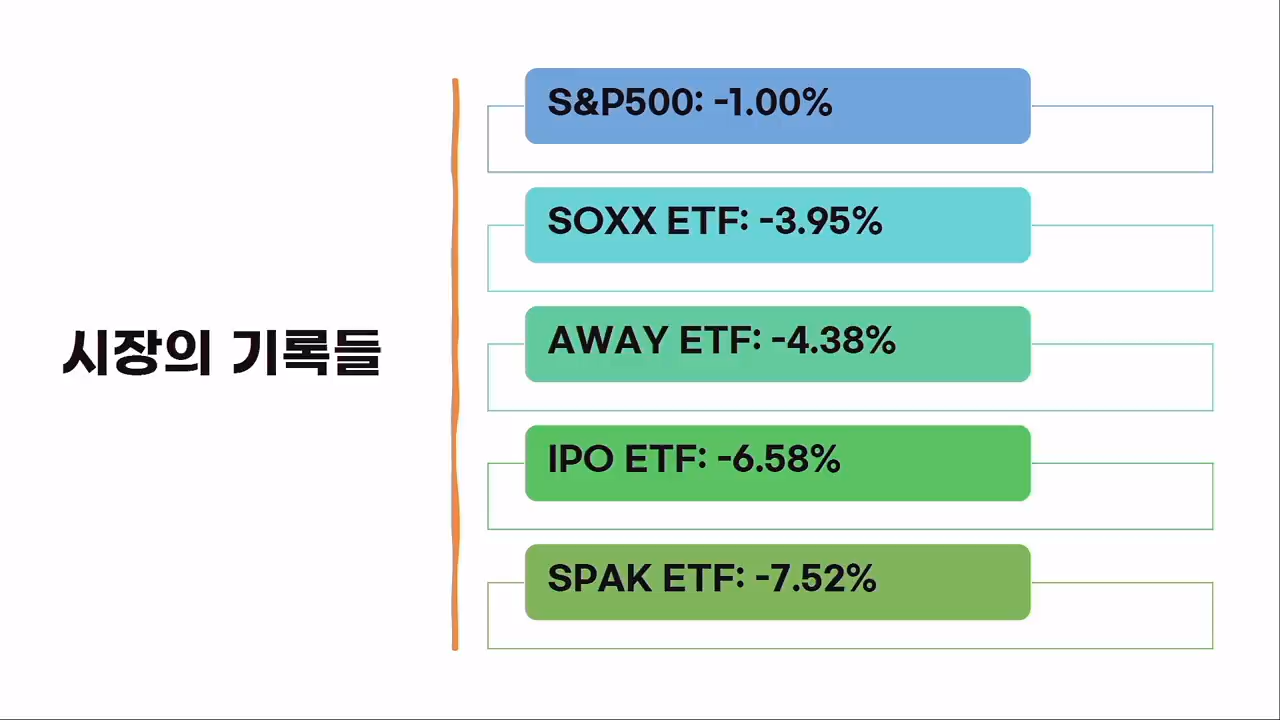 시장의 기록들
S&P500: -1.00%
SOXX ETF: -3.95%
AWAY ETF: -4.38%
IPO ETF: -6.58%
SPAK ETF: -7.52%